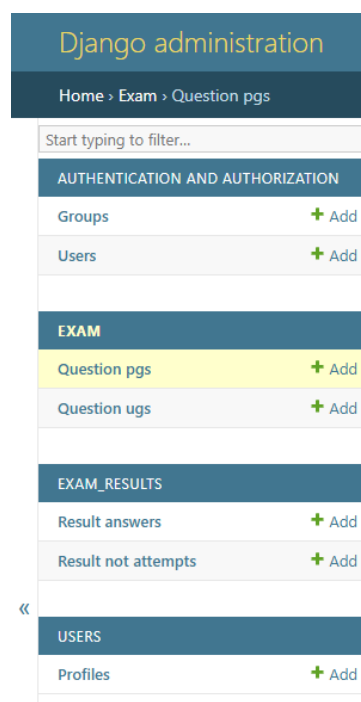 Django administration
Home › Exam › Question pgs
Start typing to filter...
AUTHENTICATION AND AUTHORIZATION
Groups + Add
Users + Add
EXAM
Question pgs + Add
Question ugs + Add
EXAM_RESULTS
Result answers + Add
Result not attempts + Add
«
USERS
Profiles + Add